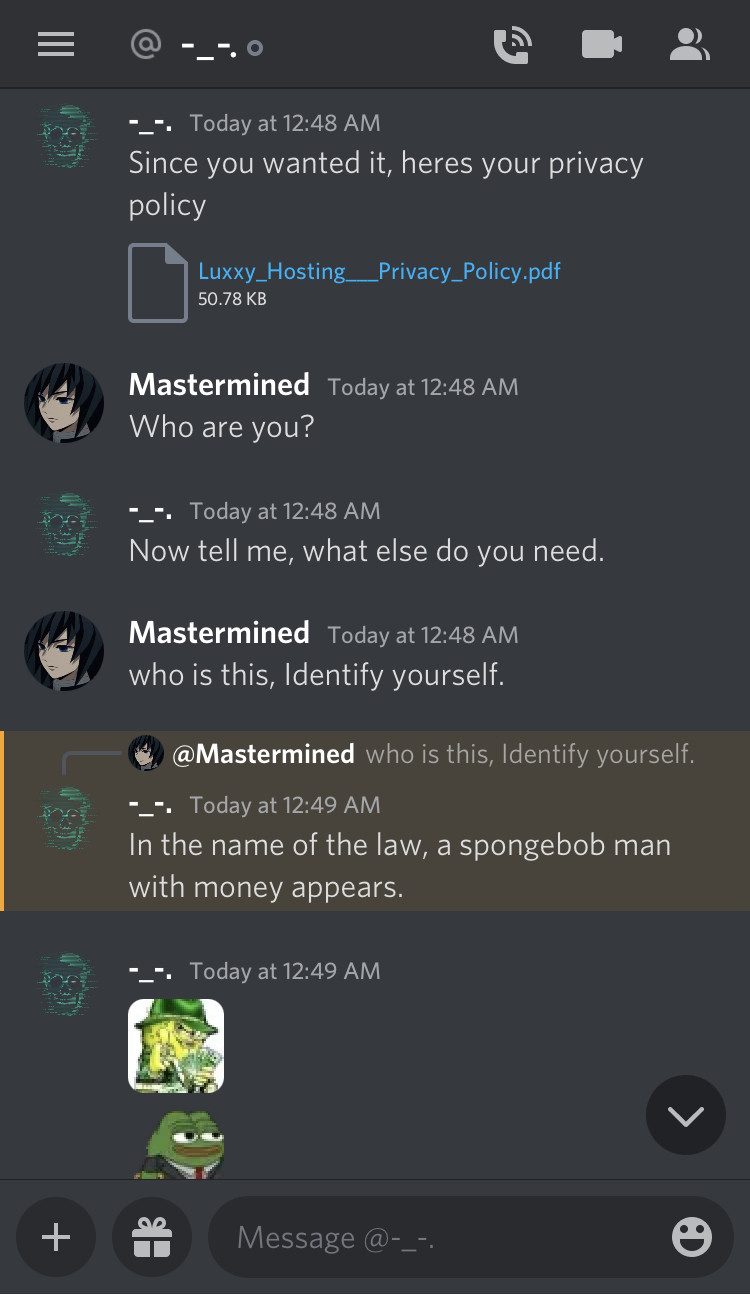 @ -_-.
-_-. Today at 12:48 AM
Since you wanted it, heres your privacy
policy
Luxxy_Hosting___Privacy_Policy.pdf
50.78 KB
Mastermined Today at 12:48 AM
Who are you?
-_-. Today at 12:48 AM
Now tell me, what else do you need.
Mastermined Today at 12:48 AM
who is this, Identify yourself.
@Mastermined who is this, Identify yourself.
-_-. Today at 12:49 AM
In the name of the law, a spongebob man
with money appears.
-_-. Today at 12:49 AM
Message @-_-.